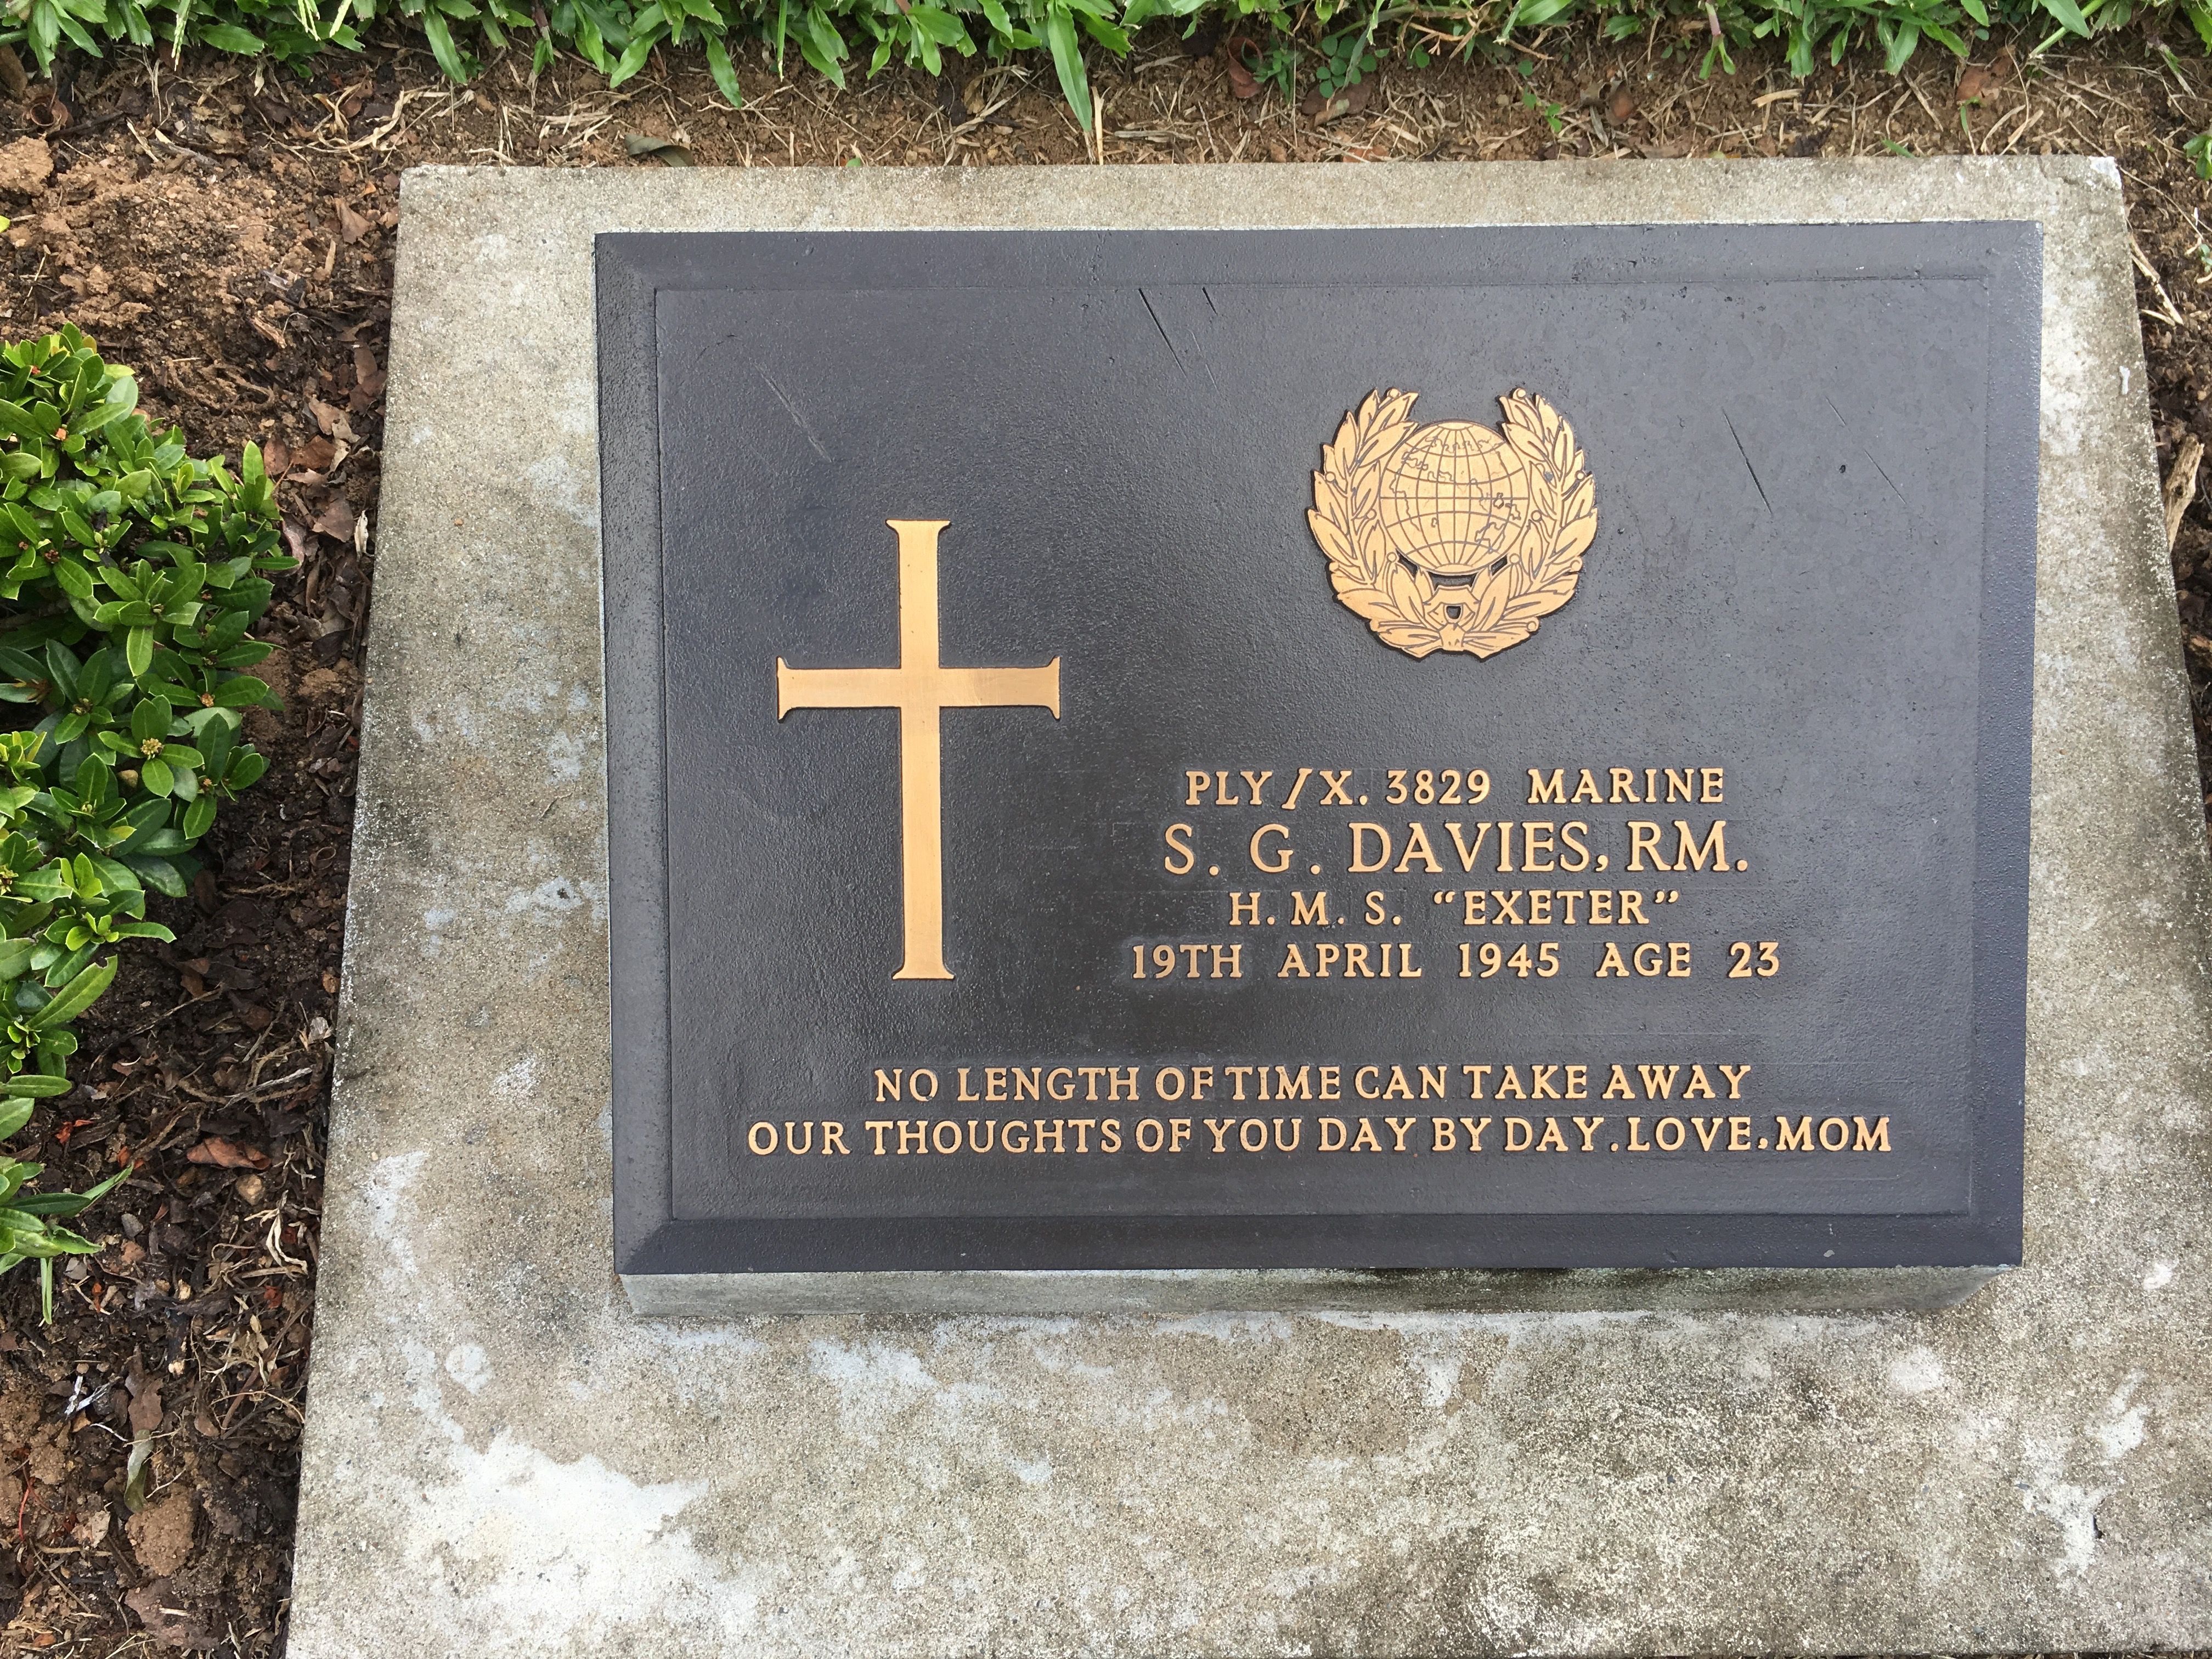 PLY/X. 3829 MARINE
S. G. DAVIES, RM.
H. M. S. “EXETER”
19TH APRIL 1945 AGE 23
NO LENGTH OF TIME CAN TAKE AWAY
OUR THOUGHTS OF YOU DAY BY DAY. LOVE. MOM